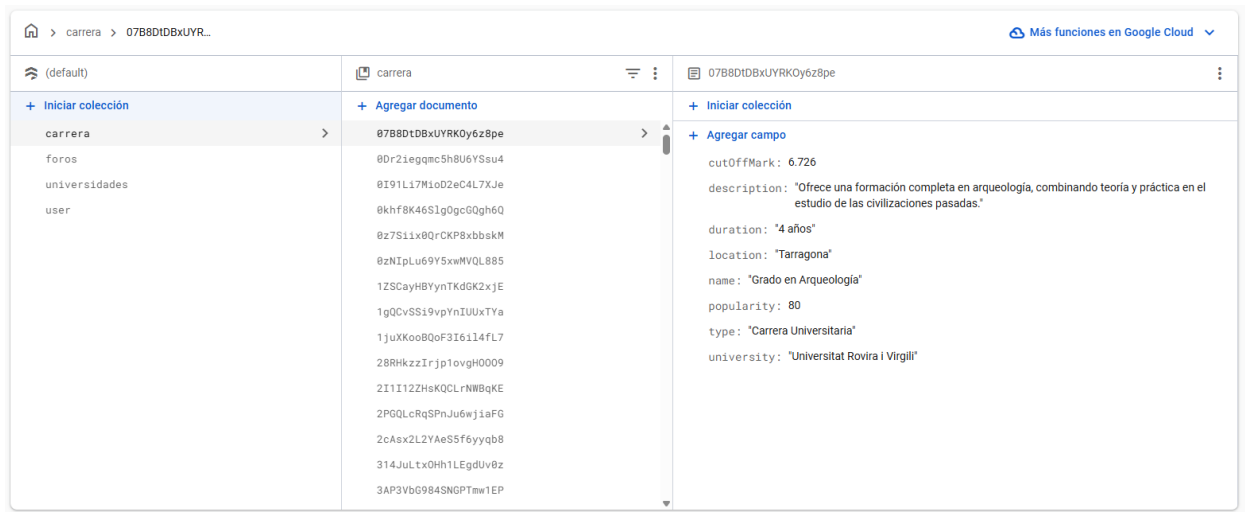 carrera > 07B8DtDBxUYR...
Más funciones en Google Cloud
(default)
carrera
07B8DtDBxUYRKOy6z8pe
+ Iniciar colección
+ Agregar documento
+ Iniciar colección
carrera
foros
universidades
user
07B8DtDBxUYRKOy6z8pe
0Dr2iegqmc5h8U6YSsu4
0I91Li7MioD2eC4L7XJe
0khf8K46SlgOgcGQgh6Q
0z7Siix0QrCKP8xbbskM
0zNIpLu69Y5xwMVQL885
1ZSCayHBYynTKdGK2xjE
1gQCvSSi9vpYnIUUxTYa
1juXKooBQoF3I6il4fL7
28RHkzzIrjp1ovgHOOO9
2I1I12ZHsKQCLrNWBqKE
2PGQLcRqSPnJu6wjiaFG
2cAsx2L2YAeS5f6yyqb8
314JuLtxOHh1LEgdUv0z
3AP3VbG984SNGPTmw1EP
+ Agregar campo
cutOffMark: 6.726
description: "Ofrece una formación completa en arqueología, combinando teoría y práctica en el
estudio de las civilizaciones pasadas."
duration: "4 años"
location: "Tarragona"
name: "Grado en Arqueología"
popularity: 80
type: "Carrera Universitaria"
university: "Universitat Rovira i Virgili"